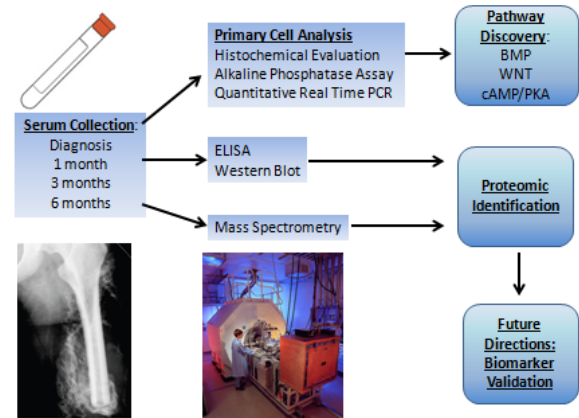 Primary Cell Analysis
Histochemical Evaluation
Alkaline Phosphatase Assay
Quantitative Real Time PCR
Pathway
Discovery:
BMP
WNT
cAMP/PKA
Serum Collection:
Diagnosis
1 month
3 months
6 months
ELISA
Western Blot
Mass Spectrometry
Proteomic
Identification
Future
Directions:
Biomarker
Validation